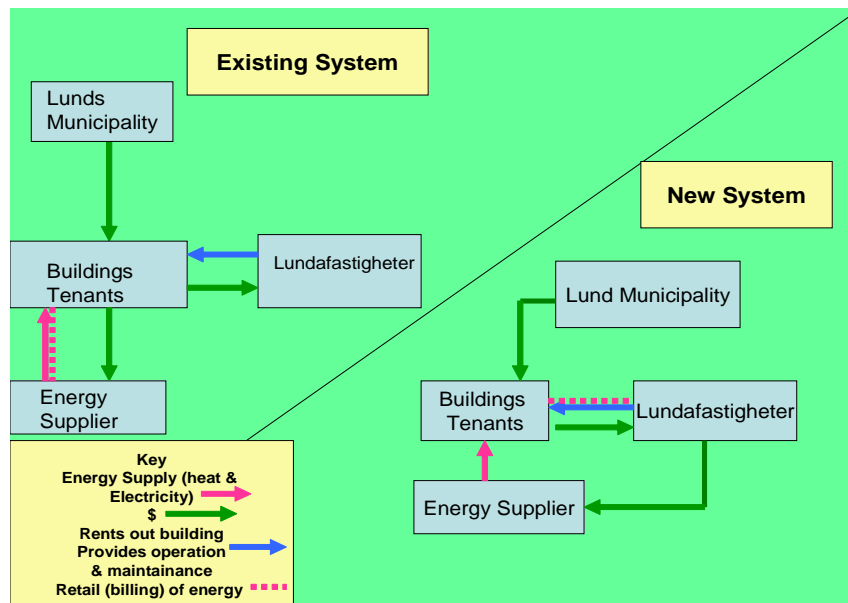 Existing System
Lunds
Municipality
Buildings
Tenants
Lundafastigheter
Energy
Supplier
New System
Lund Municipality
Buildings
Tenants
Lundafastigheter
Energy Supplier
Key
Energy Supply (heat &
Electricity)
$
Rents out building
Provides operation
& maintainance
Retail (billing) of energy